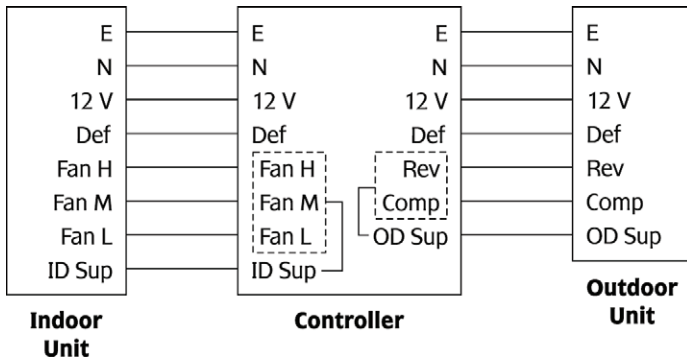 E E E E
N N N N
12 V 12 V 12 V 12 V
Def Def Def Def
Fan H Fan H Rev Rev
Fan M Fan M Comp Comp
Fan L Fan L OD Sup OD Sup
ID Sup ID Sup
Indoor
Unit
Controller
Outdoor
Unit